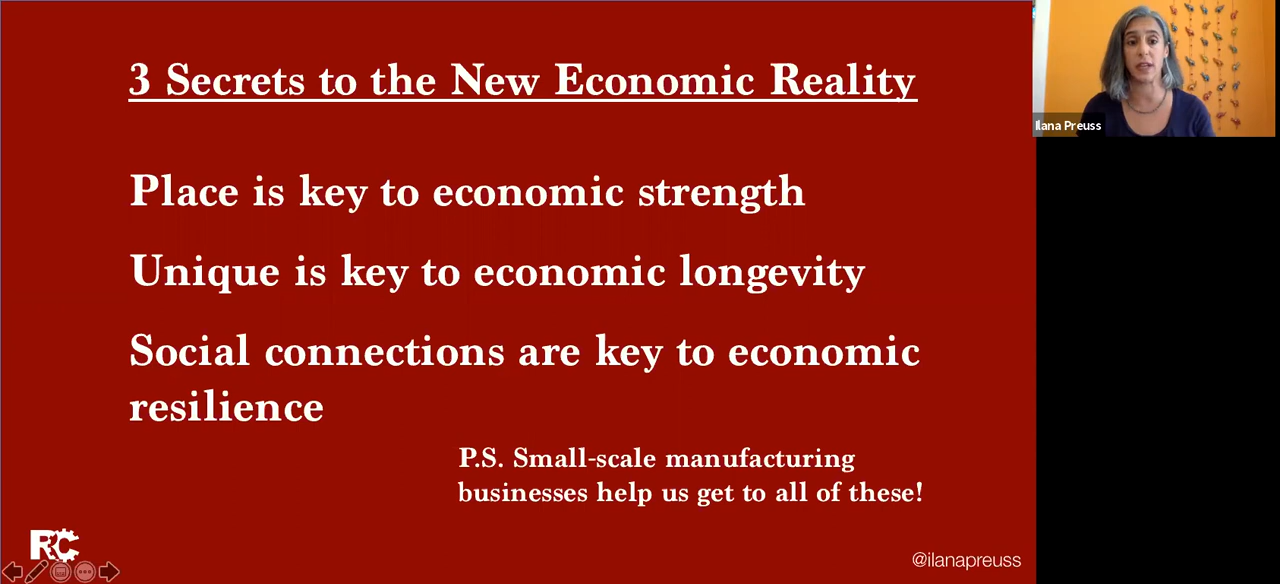 3 Secrets to the New Economic Reality
Place is key to economic strength
Unique is key to economic longevity
Social connections are key to economic
resilience
P.S. Small-scale manufacturing
businesses help us get to all of these!
RC
@ilanapreuss
Ilana Preuss